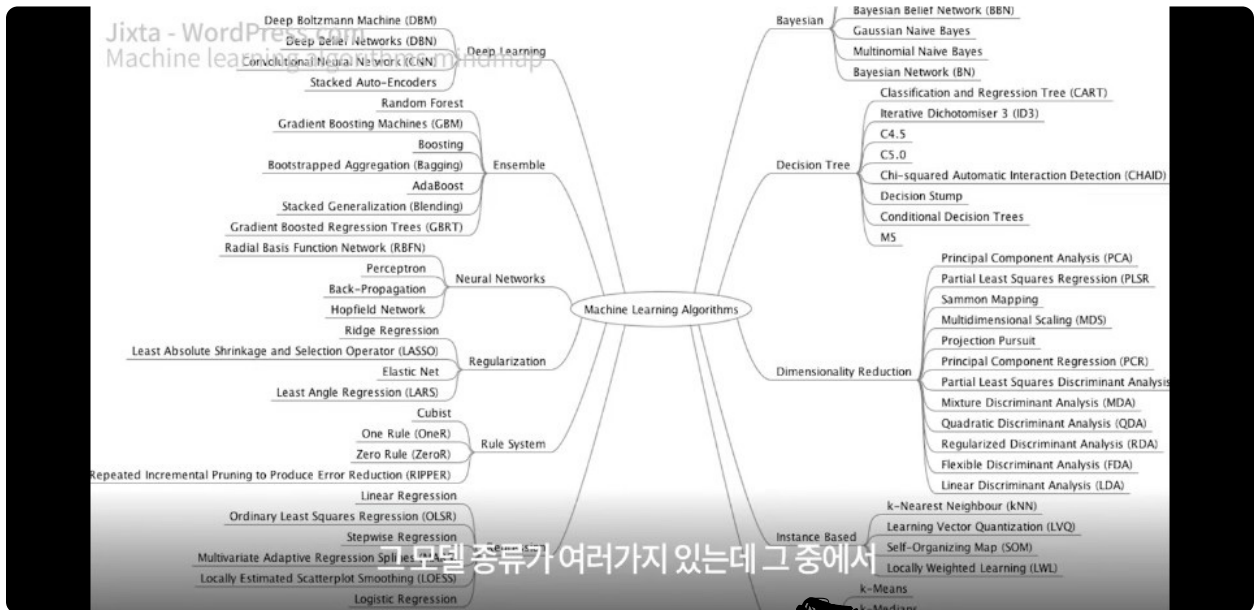 Jixta - WordPress.com
Machine learning algorithms mindmap
Deep Boltzmann Machine (DBM)
Deep Belief Networks (DBN)
Convolutional Neural Network (CNN)
Stacked Auto-Encoders
Deep Learning
Random Forest
Gradient Boosting Machines (GBM)
Boosting
Bootstrapped Aggregation (Bagging)
AdaBoost
Stacked Generalization (Blending)
Gradient Boosted Regression Trees (GBRT)
Ensemble
Radial Basis Function Network (RBFN)
Perceptron
Back-Propagation
Hopfield Network
Neural Networks
Ridge Regression
Least Absolute Shrinkage and Selection Operator (LASSO)
Elastic Net
Least Angle Regression (LARS)
Regularization
Cubist
One Rule (OneR)
Zero Rule (ZeroR)
Repeated Incremental Pruning to Produce Error Reduction (RIPPER)
Rule System
Linear Regression
Ordinary Least Squares Regression (OLSR)
Stepwise Regression
Multivariate Adaptive Regression Splines
Locally Estimated Scatterplot Smoothing (LOESS)
Logistic Regression
Regression
Machine Learning Algorithms
Bayesian
Bayesian Belief Network (BBN)
Gaussian Naive Bayes
Multinomial Naive Bayes
Bayesian Network (BN)
Decision Tree
Classification and Regression Tree (CART)
Iterative Dichotomiser 3 (ID3)
C4.5
C5.0
Chi-squared Automatic Interaction Detection (CHAID)
Decision Stump
Conditional Decision Trees
M5
Dimensionality Reduction
Principal Component Analysis (PCA)
Partial Least Squares Regression (PLSR
Sammon Mapping
Multidimensional Scaling (MDS)
Projection Pursuit
Principal Component Regression (PCR)
Partial Least Squares Discriminant Analysis
Mixture Discriminant Analysis (MDA)
Quadratic Discriminant Analysis (QDA)
Regularized Discriminant Analysis (RDA)
Flexible Discriminant Analysis (FDA)
Linear Discriminant Analysis (LDA)
Instance Based
k-Nearest Neighbour (kNN)
Learning Vector Quantization (LVQ)
Self-Organizing Map (SOM)
Locally Weighted Learning (LWL)
k-Means
k-Medians
그 모델 종류가 여러가지 있는데 그 중에서